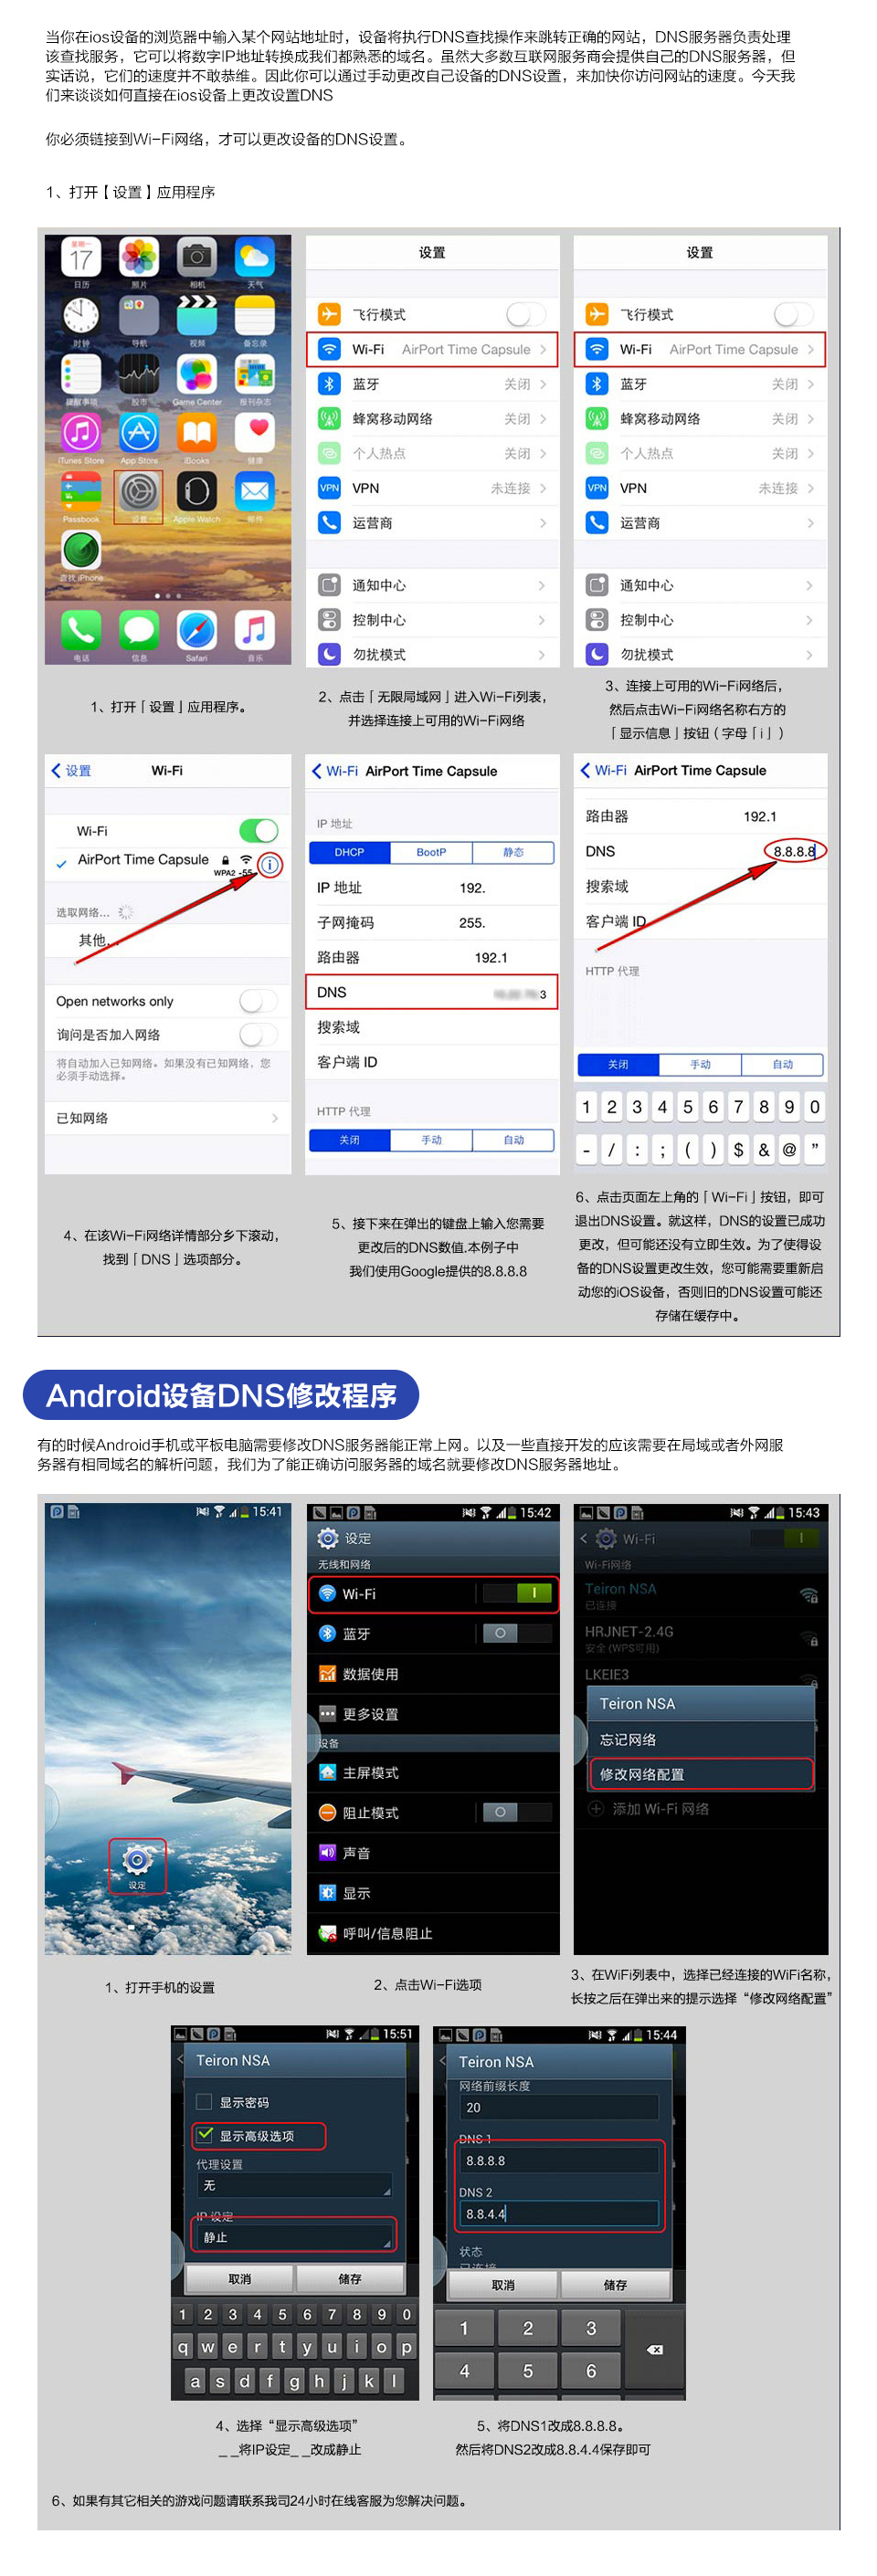 当你在ios设备的浏览器中输入某个网站地址时，设备将执行DNS查找操作来跳转正确的网站，DNS服务器负责处理
该查找服务，它可以将数字IP地址转换成我们都熟悉的域名。虽然大多数互联网服务商会提供自己的DNS服务器，但
实话说，它们的速度并不敢恭维。因此你可以通过手动更改自己设备的DNS设置，来加快你访问网站的速度。今天我
们来谈谈如何直接在ios设备上更改设置DNS
你必须链接到Wi-Fi网络，才可以更改设备的DNS设置。
1、打开【设置】应用程序
星期一
17
日历 照片 相机 天气
时钟 导航 视频 备忘录
提醒事项 股市 Game Center 报刊杂志
iTunes Store App Store iBooks 健康
Passbook 设置 Apple Watch 邮件
查找 iPhone
电话 信息 Safari 音乐
1、打开「设置」应用程序。
设置
飞行模式
Wi-Fi AirPort Time Capsule
蓝牙 关闭
蜂窝移动网络 关闭
个人热点 关闭
VPN VPN 未连接
运营商
通知中心
控制中心
勿扰模式
2、点击「无限局域网」进入Wi-Fi列表，
并选择连接上可用的Wi-Fi网络
设置
飞行模式
Wi-Fi AirPort Time Capsule
蓝牙 关闭
蜂窝移动网络 关闭
个人热点 关闭
VPN VPN 未连接
运营商
通知中心
控制中心
勿扰模式
3、连接上可用的Wi-Fi网络后，
然后点击Wi-Fi网络名称右方的
「显示信息」按钮（字母「i」）
设置 Wi-Fi
Wi-Fi
AirPort Time Capsule
WPA2 -55
选取网络...
其他...
Open networks only
询问是否加入网络
将自动加入已知网络。如果没有已知网络，您
必须手动选择。
已知网络
4、在该Wi-Fi网络详情部分乡下滚动，
找到「DNS」选项部分。
Wi-Fi AirPort Time Capsule
IP 地址
DHCP BootP 静态
IP 地址 192.
子网掩码 255.
路由器 192.1
DNS 3
搜索域
客户端 ID
HTTP 代理
关闭 手动 自动
5、接下来在弹出的键盘上输入您需要
更改后的DNS数值.本例子中
我们使用Google提供的8.8.8.8
Wi-Fi AirPort Time Capsule
路由器 192.1
DNS 8.8.8.8
搜索域
客户端 ID
HTTP 代理
关闭 手动 自动
1 2 3 4 5 6 7 8 9 0
- / : ; ( ) $ & @ "
6、点击页面左上角的「Wi-Fi」按钮，即可
退出DNS设置。就这样，DNS的设置已成功
更改，但可能还没有立即生效。为了使得设
备的DNS设置更改生效，您可能需要重新启
动您的iOS设备，否则旧的DNS设置可能还
存储在缓存中。
Android设备DNS修改程序
有的时候Android手机或平板电脑需要修改DNS服务器能正常上网。以及一些直接开发的应该需要在局域或者外网服
务器有相同域名的解析问题，我们为了能正确访问服务器的域名就要修改DNS服务器地址。
15:41
设定
1、打开手机的设置
15:42
设定
无线和网络
Wi-Fi
蓝牙
数据使用
更多设置
设备
主屏模式
阻止模式
声音
显示
呼叫/信息阻止
2、点击Wi-Fi选项
15:43
Wi-Fi
Wi-Fi网络
Teiron NSA
已连接
HRJNET-2.4G
安全 (WPS可用)
LKEIE3
Teiron NSA
忘记网络
修改网络配置
添加 Wi-Fi 网络
3、在WiFi列表中，选择已经连接的WiFi名称，
长按之后在弹出来的提示选择“修改网络配置”
15:51
Teiron NSA
显示密码
显示高级选项
代理设置
无
IP 设定
静止
取消 储存
1 2 3 4 5 6 7 8 9 0
q w e r t y u i o p
a s d f g h j k l
4、选择“显示高级选项”
_ _将IP设定_ _改成静止
15:44
Teiron NSA
网络前缀长度
20
DNS 1
8.8.8.8
DNS 2
8.8.4.4
状态
已连接
取消 储存
1 2 3
4 5 6
5、将DNS1改成8.8.8.8。
然后将DNS2改成8.8.4.4保存即可
6、如果有其它相关的游戏问题请联系我司24小时在线客服为您解决问题。